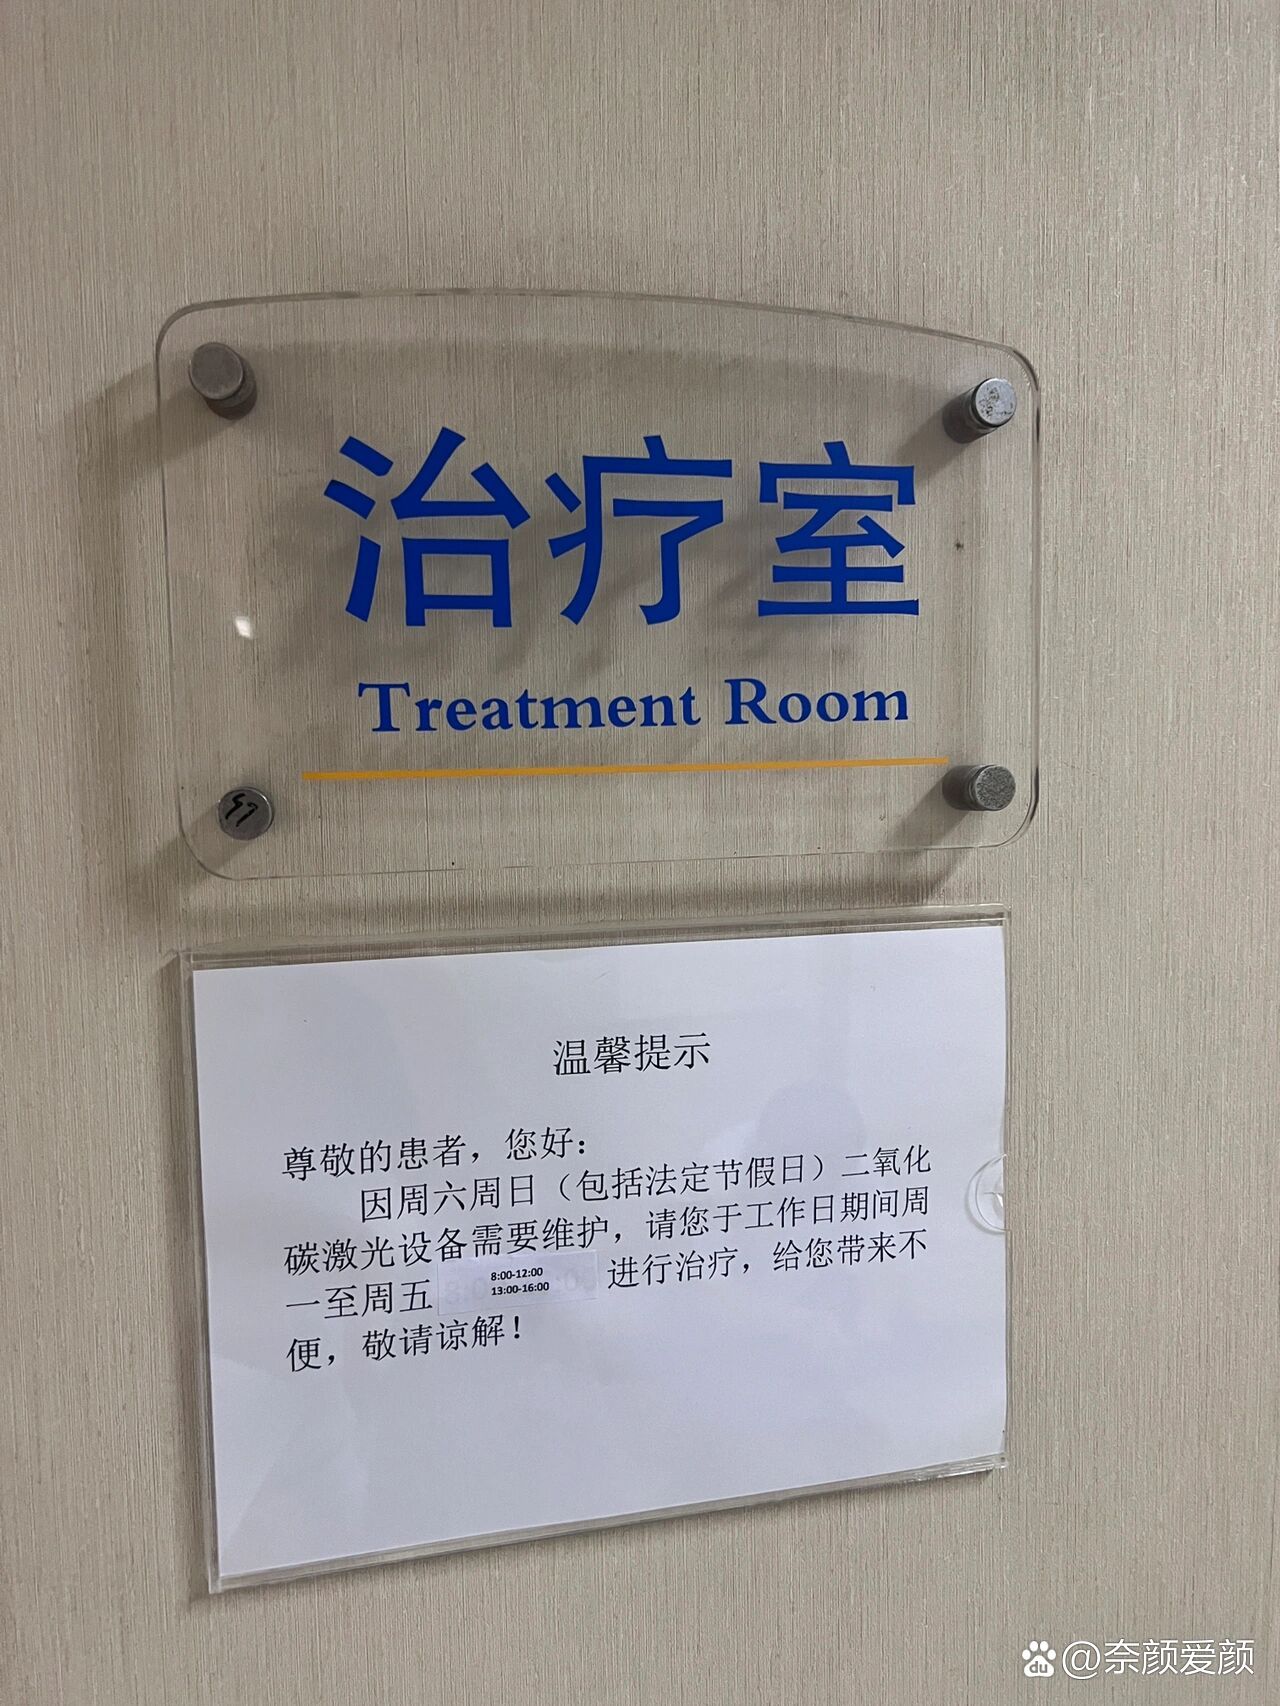 治疗室
Treatment Room
温馨提示
尊敬的患者，您好：
因周六周日（包括法定节假日）二氧化
碳激光设备需要维护，请您于工作日期间周
一至周五 8:00-12:00 13:00-16:00 进行治疗，给您带来不
便，敬请谅解！
@奈颜爱颜